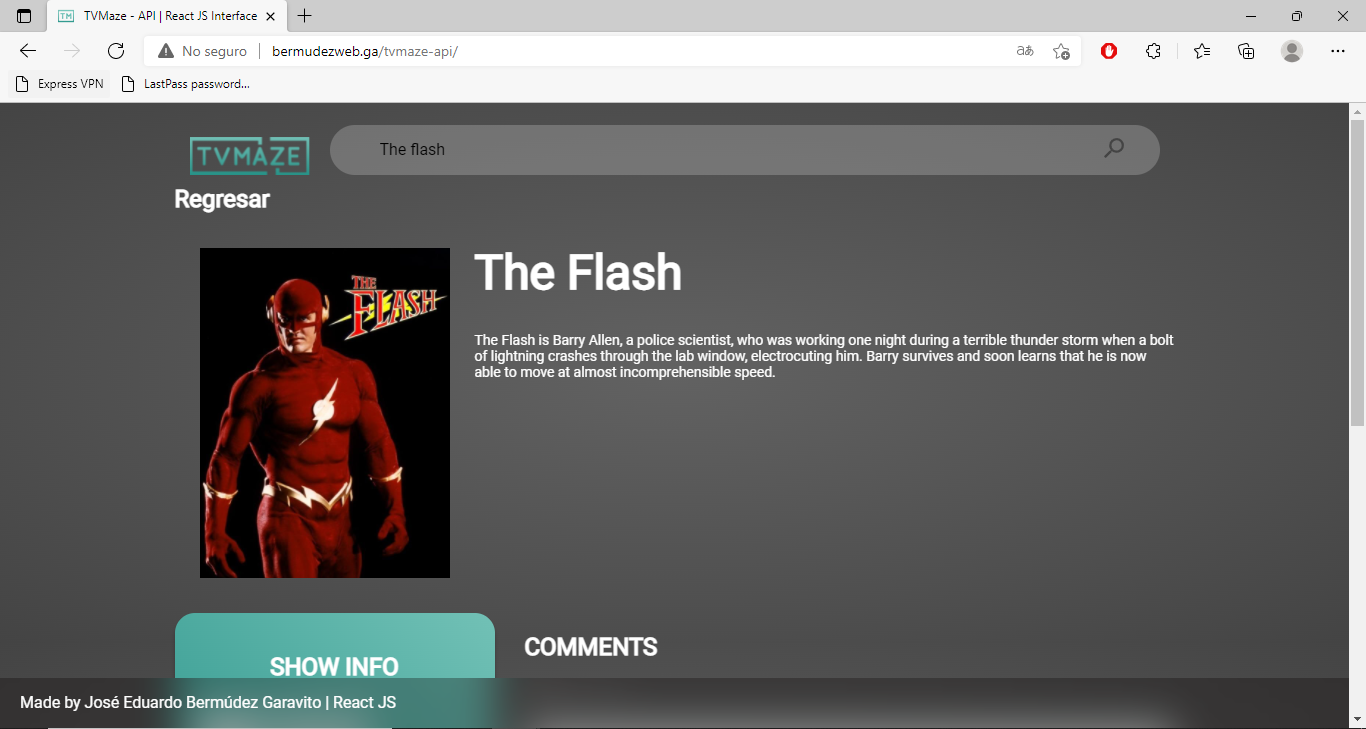 TM TVMaze - API | React JS Interface
No seguro | bermudezweb.ga/tvmaze-api/ aあ
Express VPN LastPass password...
TVMAZE The flash
Regresar
THE FLASH
The Flash
The Flash is Barry Allen, a police scientist, who was working one night during a terrible thunder storm when a bolt
of lightning crashes through the lab window, electrocuting him. Barry survives and soon learns that he is now
able to move at almost incomprehensible speed.
SHOW INFO
COMMENTS
Made by José Eduardo Bermúdez Garavito | React JS